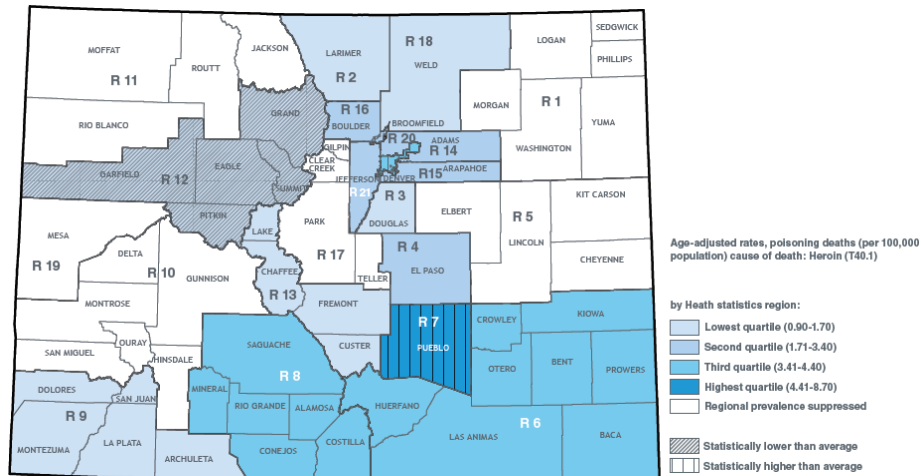 SEDGWICK
LOGAN
JACKSON
MOFFAT
R 18
LARIMER
PHILLIPS
WELD
ROUTT
R 11
R 2
R 1
MORGAN
R 16
GRAND
YUMA
RIO BLANCO
BROOMFIELD
BOULDER
R 20
ADAMS
GILPIN
R 14
WASHINGTON
CLEAR
CREEK
EAGLE
ARAPAHOE
GARFIELD
R 12
JEFFERSON
DENVER
R15
SUMMIT
R 21
R 3
KIT CARSON
PITKIN
ELBERT
R 5
PARK
DOUGLAS
LAKE
MESA
LINCOLN
R 4
DELTA
R 17
CHEYENNE
R 19
R 10
CHAFFEE
EL PASO
GUNNISON
TELLER
R 13
MONTROSE
FREMONT
KIOWA
R 7
CROWLEY
OURAY
SAGUACHE
CUSTER
PUEBLO
SAN MIGUEL
HINSDALE
OTERO
BENT
PROWERS
R 8
DOLORES
MINERAL
SAN JUAN
RIO GRANDE
ALAMOSA
HUERFANO
R 9
R 6
LAS ANIMAS
BACA
LA PLATA
COSTILLA
MONTEZUMA
CONEJOS
ARCHULETA
Age-adjusted rates, poisoning deaths (per 100,000
population) cause of death: Heroin (T40.1)
by Heath statistics region:
Lowest quartile (0.90-1.70)
Second quartile (1.71-3.40)
Third quartile (3.41-4.40)
Highest quartile (4.41-8.70)
Regional prevalence suppressed
Statistically lower than average
Statistically higher than average